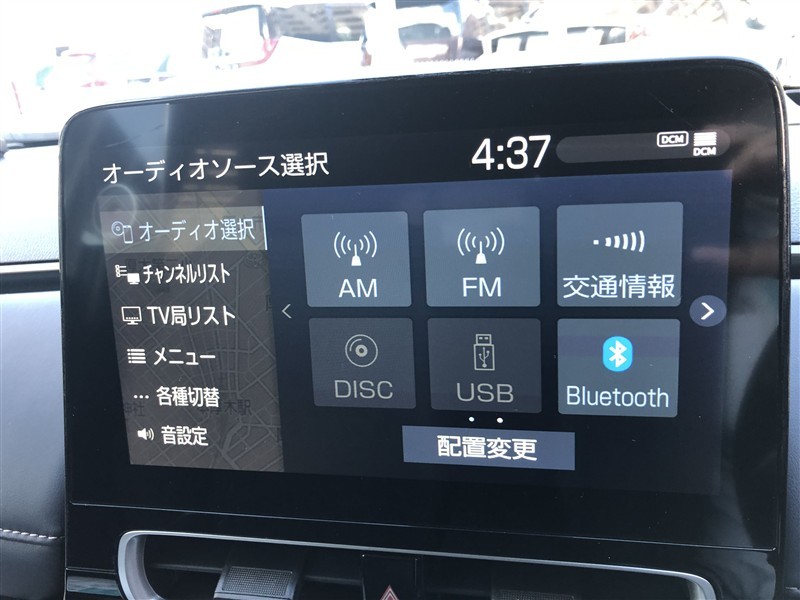 オーディオソース選択
4:37
DCM
DCM
オーディオ選択
チャンネルリスト
TV局リスト
メニュー
各種切替
音設定
AM
FM
交通情報
DISC
USB
Bluetooth
配置変更